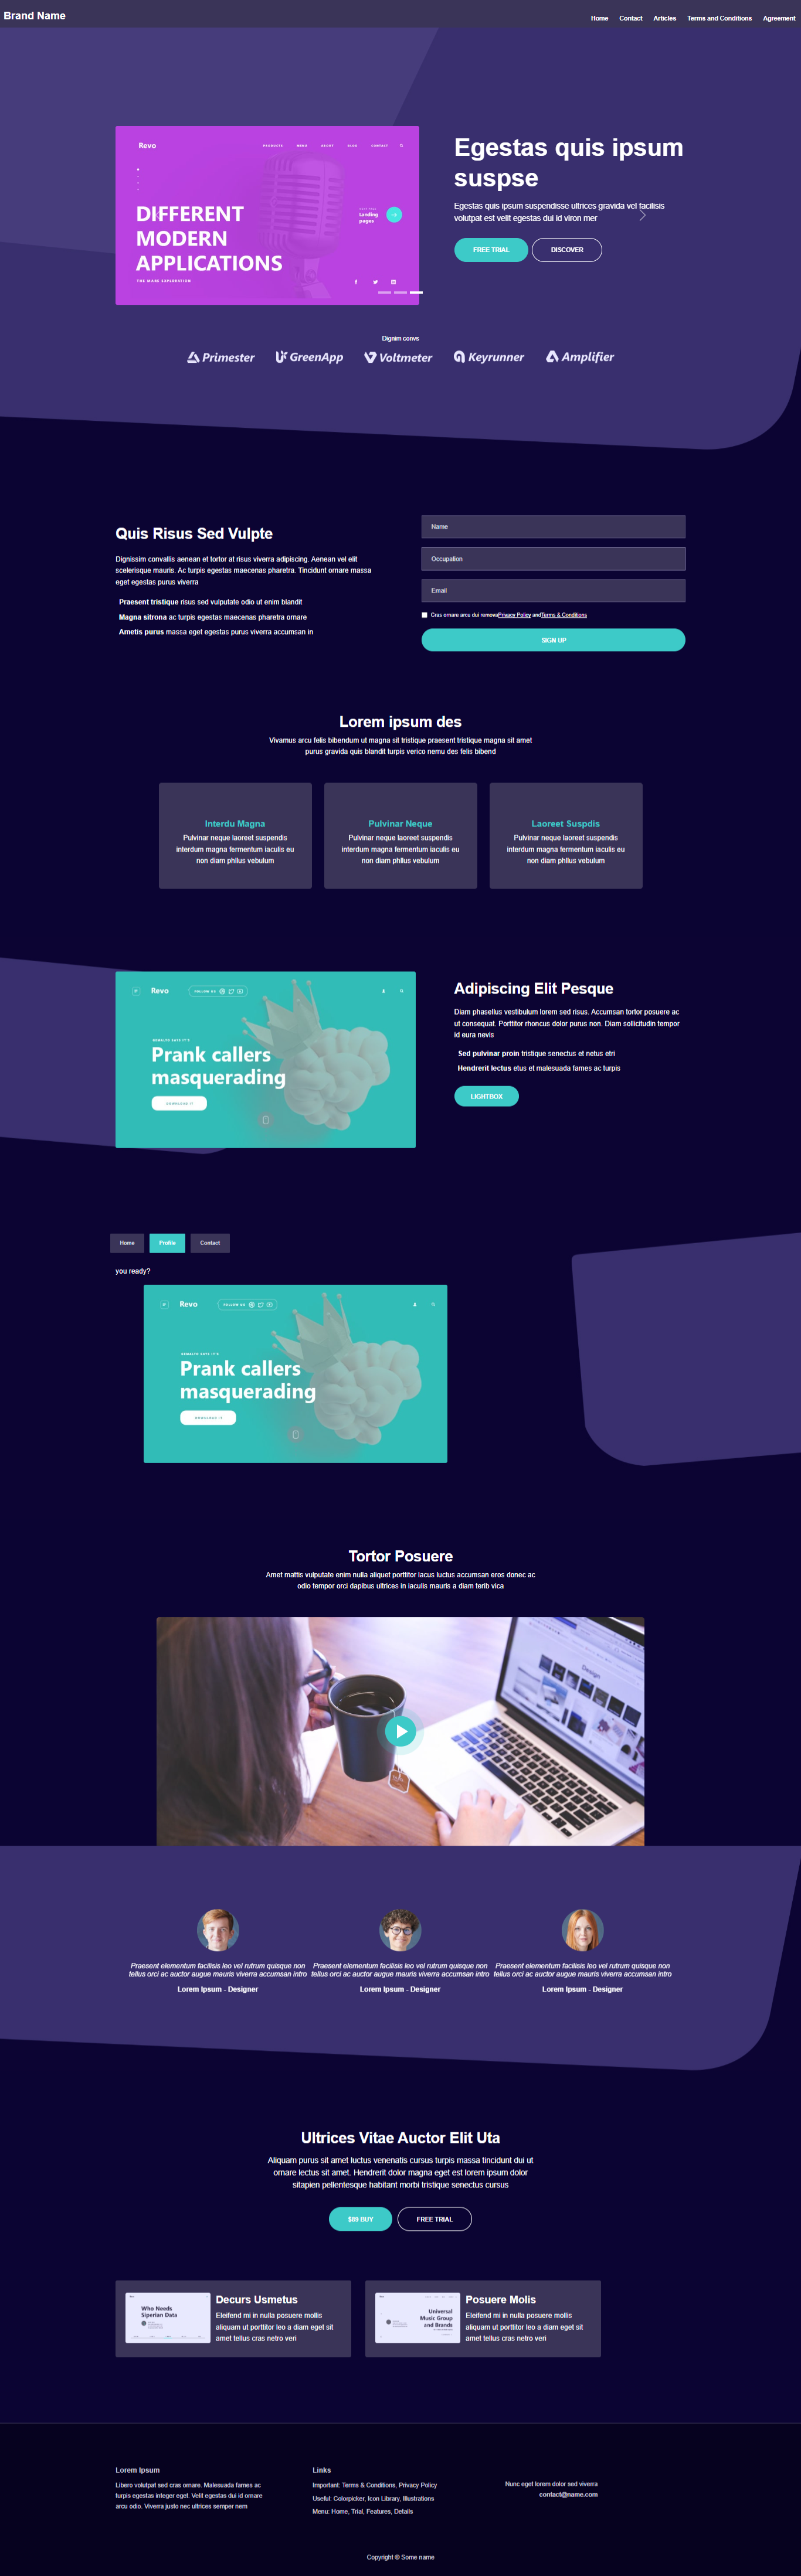 Brand Name
Home Contact Articles Terms and Conditions Agreement
Revo
PRODUCTS MENU ABOUT BLOG CONTACT
DIFFERENT
MODERN
APPLICATIONS
THE MARS EXPLORATION
Landing
pages
Egestas quis ipsum
suspse
Egestas quis ipsum suspendisse ultrices gravida vel facilisis
volutpat est velit egestas dui id viron mer
FREE TRIAL DISCOVER
Dignim convs
Primester GreenApp Voltmeter Keyrunner Amplifier
Quis Risus Sed Vulpte
Dignissim convallis aenean et tortor at risus viverra adipiscing. Aenean vel elit
scelerisque mauris. Ac turpis egestas maecenas pharetra. Tincidunt ornare massa
eget egestas purus viverra
Praesent tristique risus sed vulputate odio ut enim blandit
Magna sitrona ac turpis egestas maecenas pharetra ornare
Ametis purus massa eget egestas purus viverra accumsan in
Name
Occupation
Email
Cras ornare arcu dui removaPrivacy Policy andTerms & Conditions
SIGN UP
Lorem ipsum des
Vivamus arcu felis bibendum ut magna sit tristique praesent tristique magna sit amet
purus gravida quis blandit turpis verico nemu des felis bibend
Interdu Magna
Pulvinar neque laoreet suspendis
interdum magna fermentum iaculis eu
non diam phllus vebulum
Pulvinar Neque
Pulvinar neque laoreet suspendis
interdum magna fermentum iaculis eu
non diam phllus vebulum
Laoreet Suspdis
Pulvinar neque laoreet suspendis
interdum magna fermentum iaculis eu
non diam phllus vebulum
Revo
FOLLOW US
SOMALTO SAYS IT'S
Prank callers
masquerading
DOWNLOAD IT
Adipiscing Elit Pesque
Diam phasellus vestibulum lorem sed risus. Accumsan tortor posuere ac
ut consequat. Porttitor rhoncus dolor purus non. Diam sollicitudin tempor
id eura nevis
Sed pulvinar proin tristique senectus et netus etri
Hendrerit lectus etus et malesuada fames ac turpis
LIGHTBOX
Home Profile Contact
you ready?
Revo
FOLLOW US
SOMALTO SAYS IT'S
Prank callers
masquerading
DOWNLOAD IT
Tortor Posuere
Amet mattis vulputate enim nulla aliquet porttitor lacus luctus accumsan eros donec ac
odio tempor orci dapibus ultrices in iaculis mauris a diam terib vica
Design
Praesent elementum facilisis leo vel rutrum quisque non
tellus orci ac auctor augue mauris viverra accumsan intro
Lorem Ipsum - Designer
Praesent elementum facilisis leo vel rutrum quisque non
tellus orci ac auctor augue mauris viverra accumsan intro
Lorem Ipsum - Designer
Praesent elementum facilisis leo vel rutrum quisque non
tellus orci ac auctor augue mauris viverra accumsan intro
Lorem Ipsum - Designer
Ultrices Vitae Auctor Elit Uta
Aliquam purus sit amet luctus venenatis cursus turpis massa tincidunt dui ut
ornare lectus sit amet. Hendrerit dolor magna eget est lorem ipsum dolor
sitapien pellentesque habitant morbi tristique senectus cursus
$89 BUY FREE TRIAL
Who Needs
Siperian Data
Decurs Usmetus
Eleifend mi in nulla posuere mollis
aliquam ut porttitor leo a diam eget sit
amet tellus cras netro veri
Universal
Music Group
and Brands
Posuere Molis
Eleifend mi in nulla posuere mollis
aliquam ut porttitor leo a diam eget sit
amet tellus cras netro veri
Lorem Ipsum
Libero volutpat sed cras ornare. Malesuada fames ac
turpis egestas integer eget. Velit egestas dui id ornare
arcu odio. Viverra justo nec ultrices semper nem
Links
Important: Terms & Conditions, Privacy Policy
Useful: Colorpicker, Icon Library, Illustrations
Menu: Home, Trial, Features, Details
Nunc eget lorem dolor sed viverra
contact@name.com
Copyright © Some name